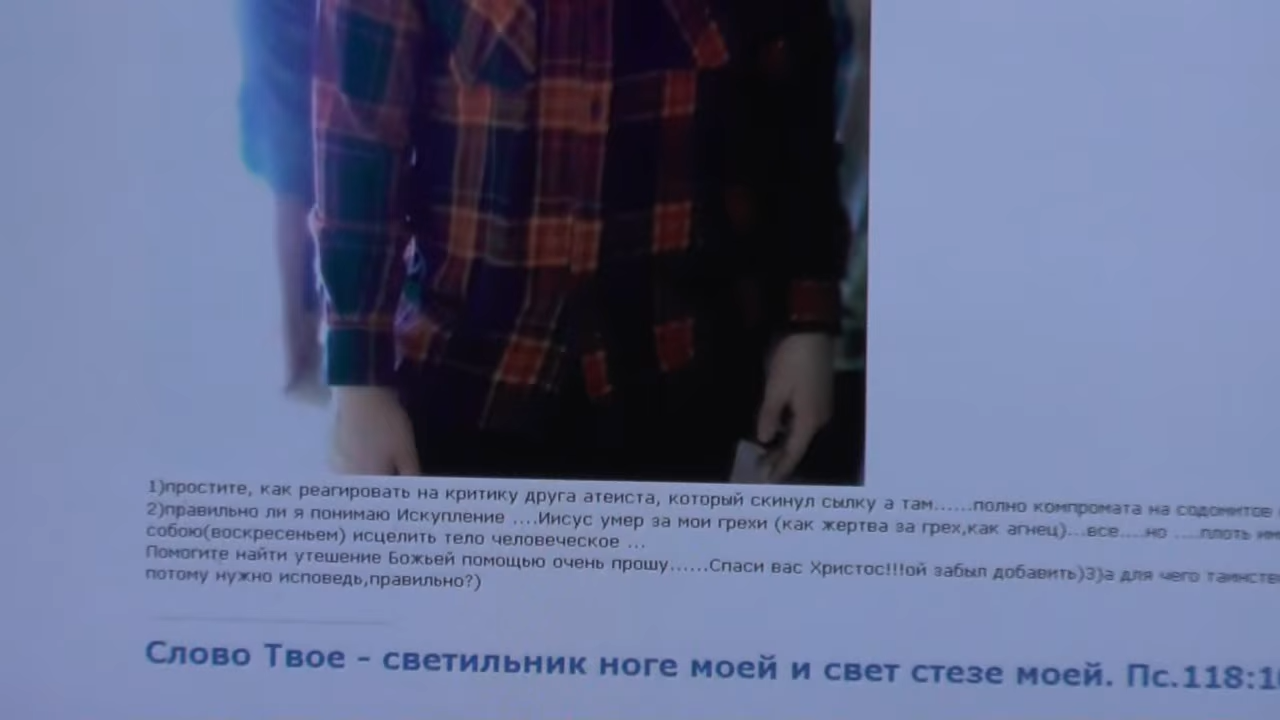 1)простите, как реагировать на критику друга атеиста, который скинул сылку а там......полно компромата на содомитов
2)правильно ли я понимаю Искупление ....Иисус умер за мои грехи (как жертва за грех,как агнец)...все....но ....плоть
собою(воскресеньем) исцелить тело человеческое ...
Помогите найти утешение Божьей помощью очень прошу......Спаси вас Христос!!!ой забыл добавить)3)а для чего
потому нужно исповедь,правильно?)
Слово Твое - светильник ноге моей и свет стезе моей.